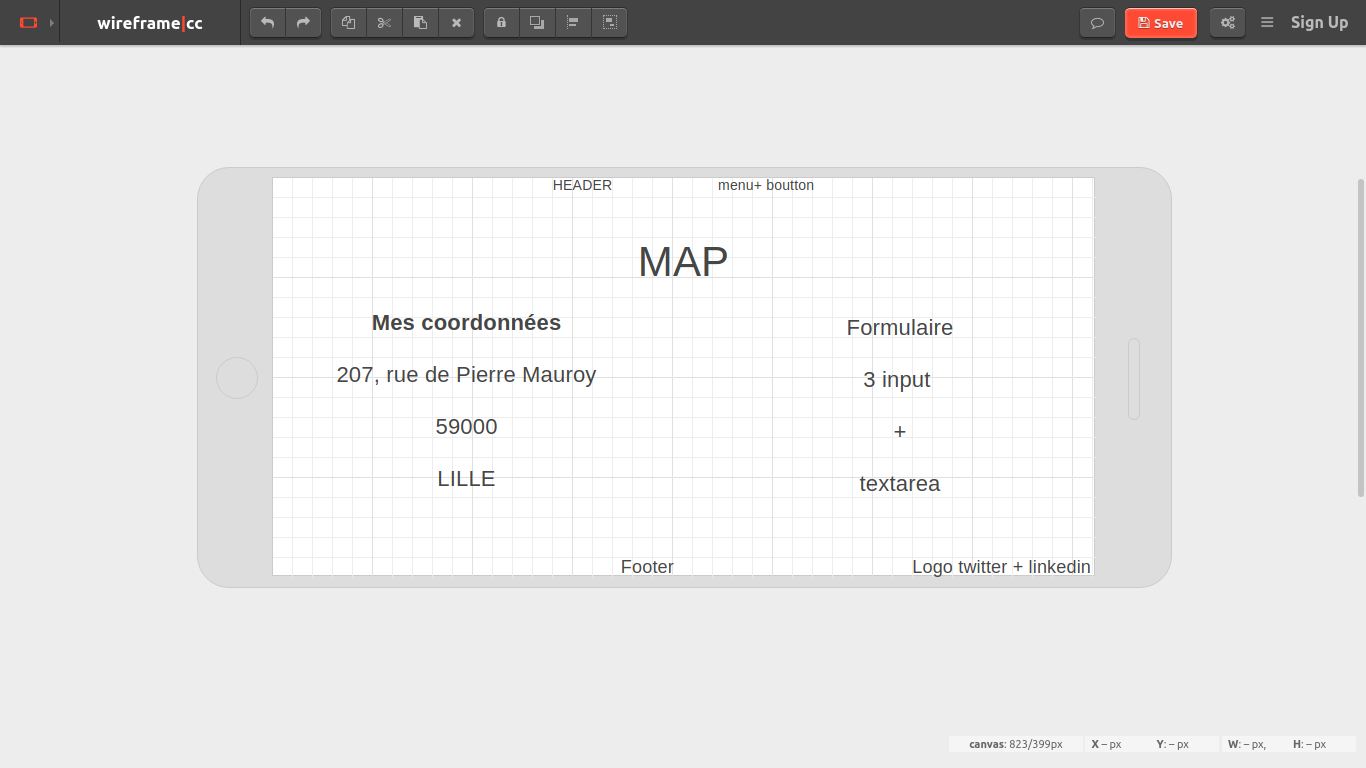 wireframe|cc
Save
Sign Up
HEADER
menu+ boutton
MAP
Mes coordonnées
207, rue de Pierre Mauroy
59000
LILLE
Formulaire
3 input
+
textarea
Footer
Logo twitter + linkedin
canvas: 823/399px X – px Y: – px W: – px, H: – px